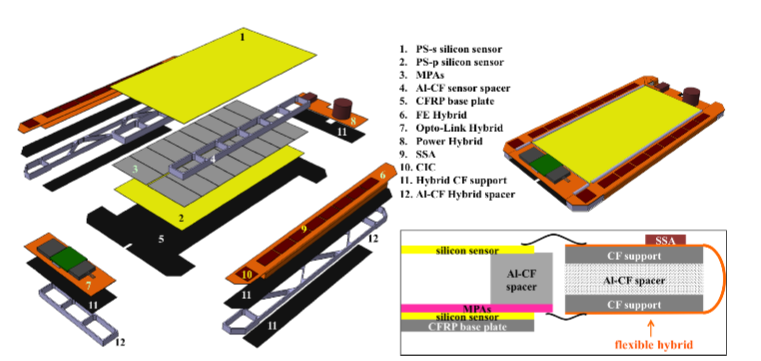 1
1. PS-s silicon sensor
2. PS-p silicon sensor
3. MPAs
4. Al-CF sensor spacer
5. CFRP base plate
6. FE Hybrid
7. Opto-Link Hybrid
8. Power Hybrid
9. SSA
10. CIC
11. Hybrid CF support
12. Al-CF Hybrid spacer
8
11
4
3
6
2
9
5
12
10
7
11
11
11
12
SSA
silicon sensor
CF support
Al-CF
spacer
Al-CF spacer
MPAs
CF support
silicon sensor
CFRP base plate
flexible hybrid